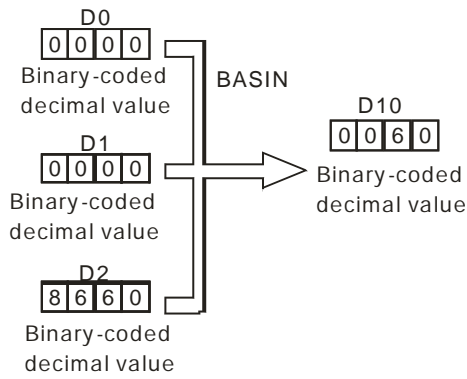 D0
0 0 0 0
Binary-coded
decimal value
BASIN
D1
0 0 0 0
Binary-coded
decimal value
D10
0 0 6 0
Binary-coded
decimal value
D2
8 6 6 0
Binary-coded
decimal value